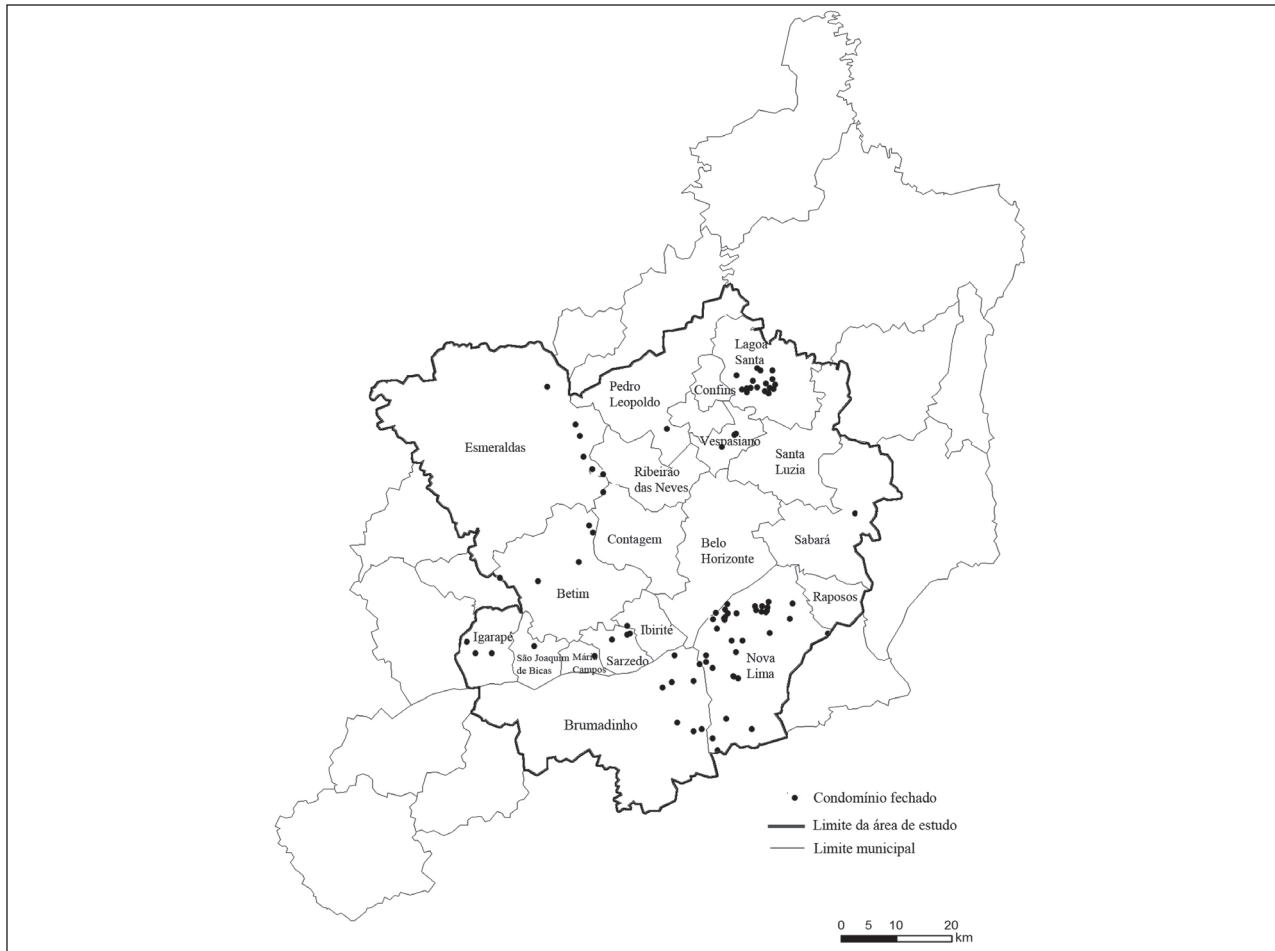 Lagoa
Santa
Pedro
Leopoldo
Confins
Esmeraldas
Vespasiano
Santa
Luzia
Ribeirão
das Neves
Contagem
Belo
Horizonte
Sabará
Betim
Raposos
Igarapé
Ibirité
São Joaquim
de Bicas
Mário
Campos
Sarzedo
Nova
Lima
Brumadinho
Condomínio fechado
Limite da área de estudo
Limite municipal
0 5 10 20
km